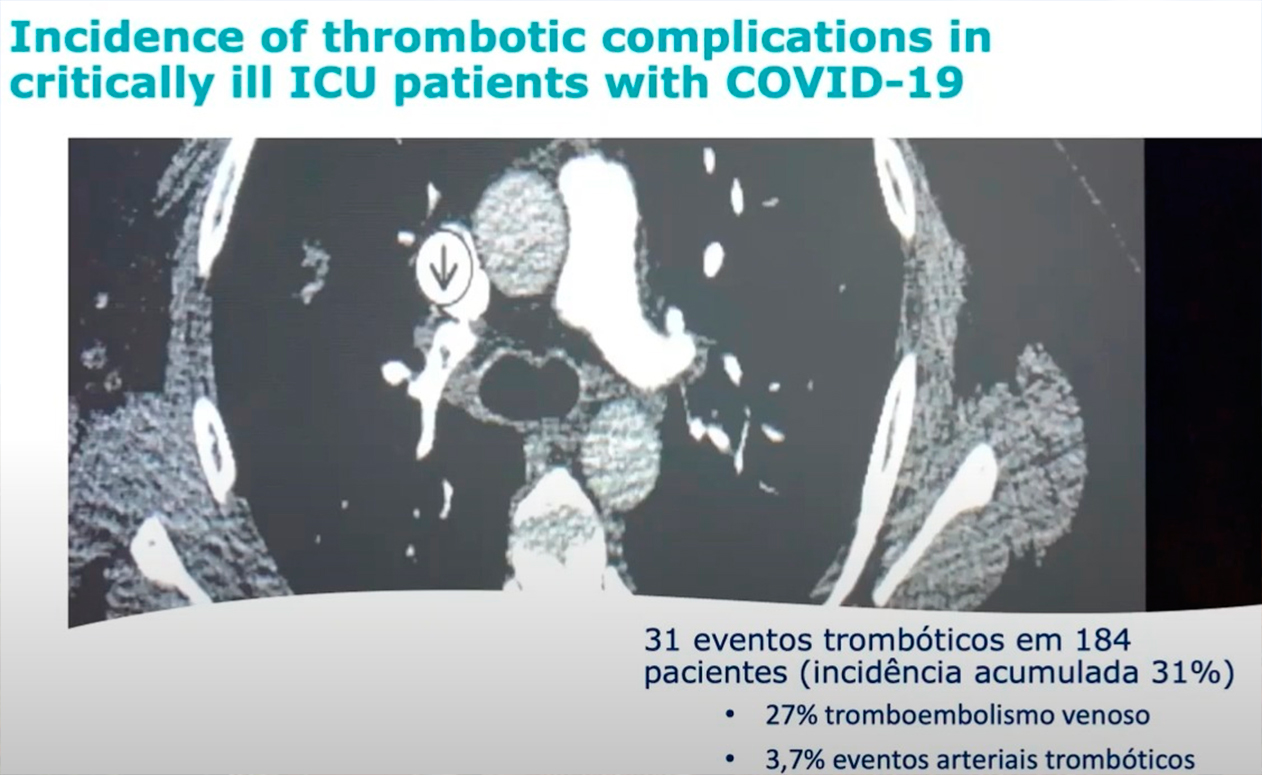 Incidence of thrombotic complications in
critically ill ICU patients with COVID-19
31 eventos trombóticos em 184
pacientes (incidência acumulada 31%)
• 27% tromboembolismo venoso
• 3,7% eventos arteriais trombóticos